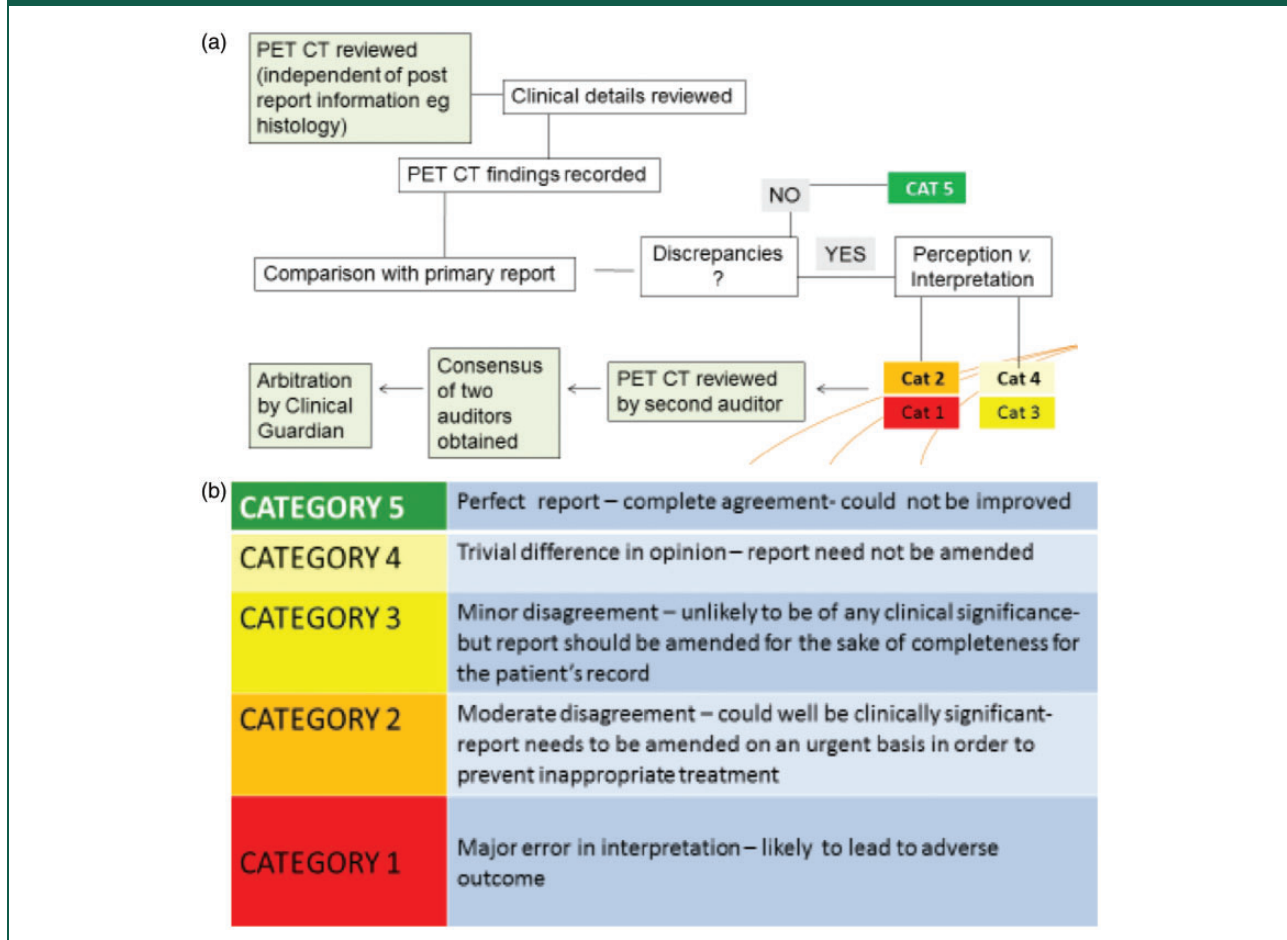 (a)
PET CT reviewed
(independent of post
report information eg
histology)
Clinical details reviewed
PET CT findings recorded
NO
CAT 5
Comparison with primary report
Discrepancies
?
YES
Perception v.
Interpretation
Arbitration
by Clinical
Guardian
Consensus
of two
auditors
obtained
PET CT reviewed
by second auditor
Cat 2
Cat 4
Cat 1
Cat 3
(b)
CATEGORY 5
Perfect report – complete agreement- could not be improved
CATEGORY 4
Trivial difference in opinion – report need not be amended
CATEGORY 3
Minor disagreement – unlikely to be of any clinical significance-
but report should be amended for the sake of completeness for
the patient's record
CATEGORY 2
Moderate disagreement – could well be clinically significant-
report needs to be amended on an urgent basis in order to
prevent inappropriate treatment
CATEGORY 1
Major error in interpretation – likely to lead to adverse
outcome